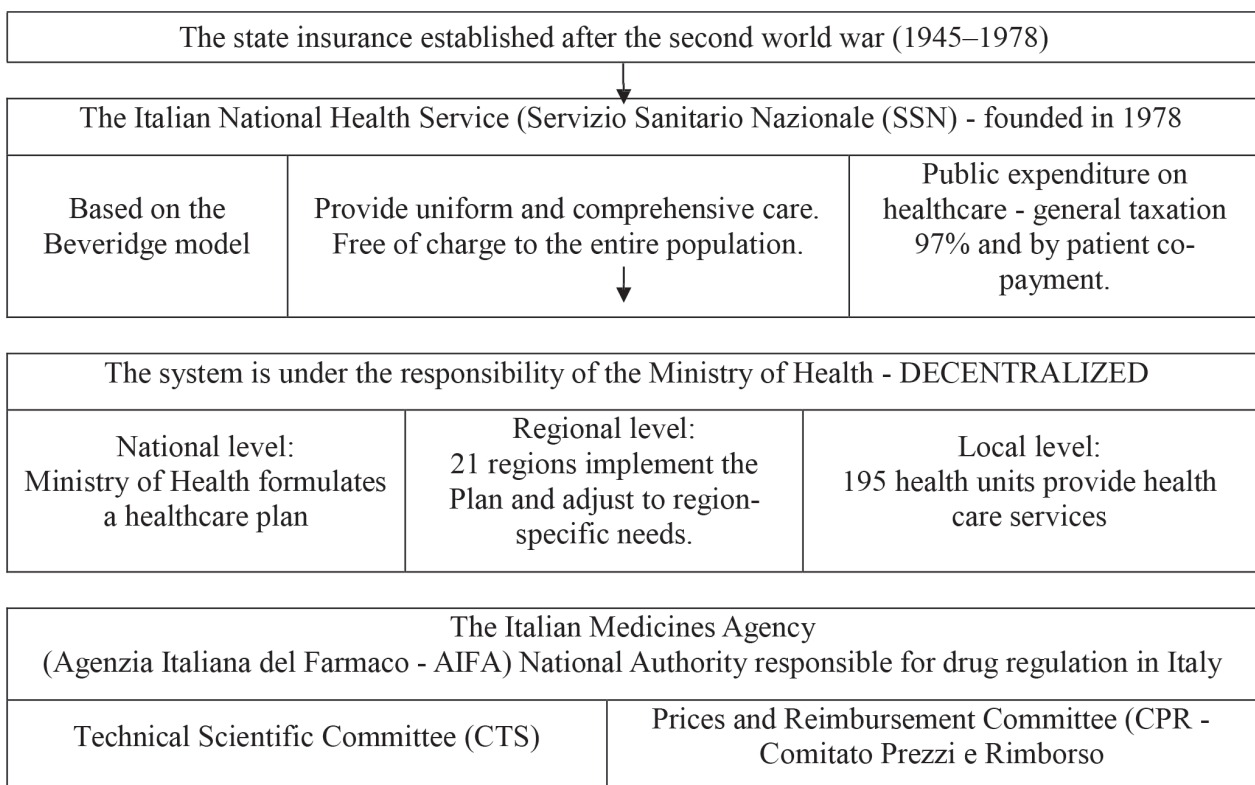 The state insurance established after the second world war (1945–1978)
The Italian National Health Service (Servizio Sanitario Nazionale (SSN) - founded in 1978
Based on the
Beveridge model
Provide uniform and comprehensive care.
Free of charge to the entire population.
Public expenditure on
healthcare - general taxation
97% and by patient co-
payment.
The system is under the responsibility of the Ministry of Health - DECENTRALIZED
National level:
Ministry of Health formulates
a healthcare plan
Regional level:
21 regions implement the
Plan and adjust to region-
specific needs.
Local level:
195 health units provide health
care services
The Italian Medicines Agency
(Agenzia Italiana del Farmaco - AIFA) National Authority responsible for drug regulation in Italy
Technical Scientific Committee (CTS)
Prices and Reimbursement Committee (CPR -
Comitato Prezzi e Rimborso